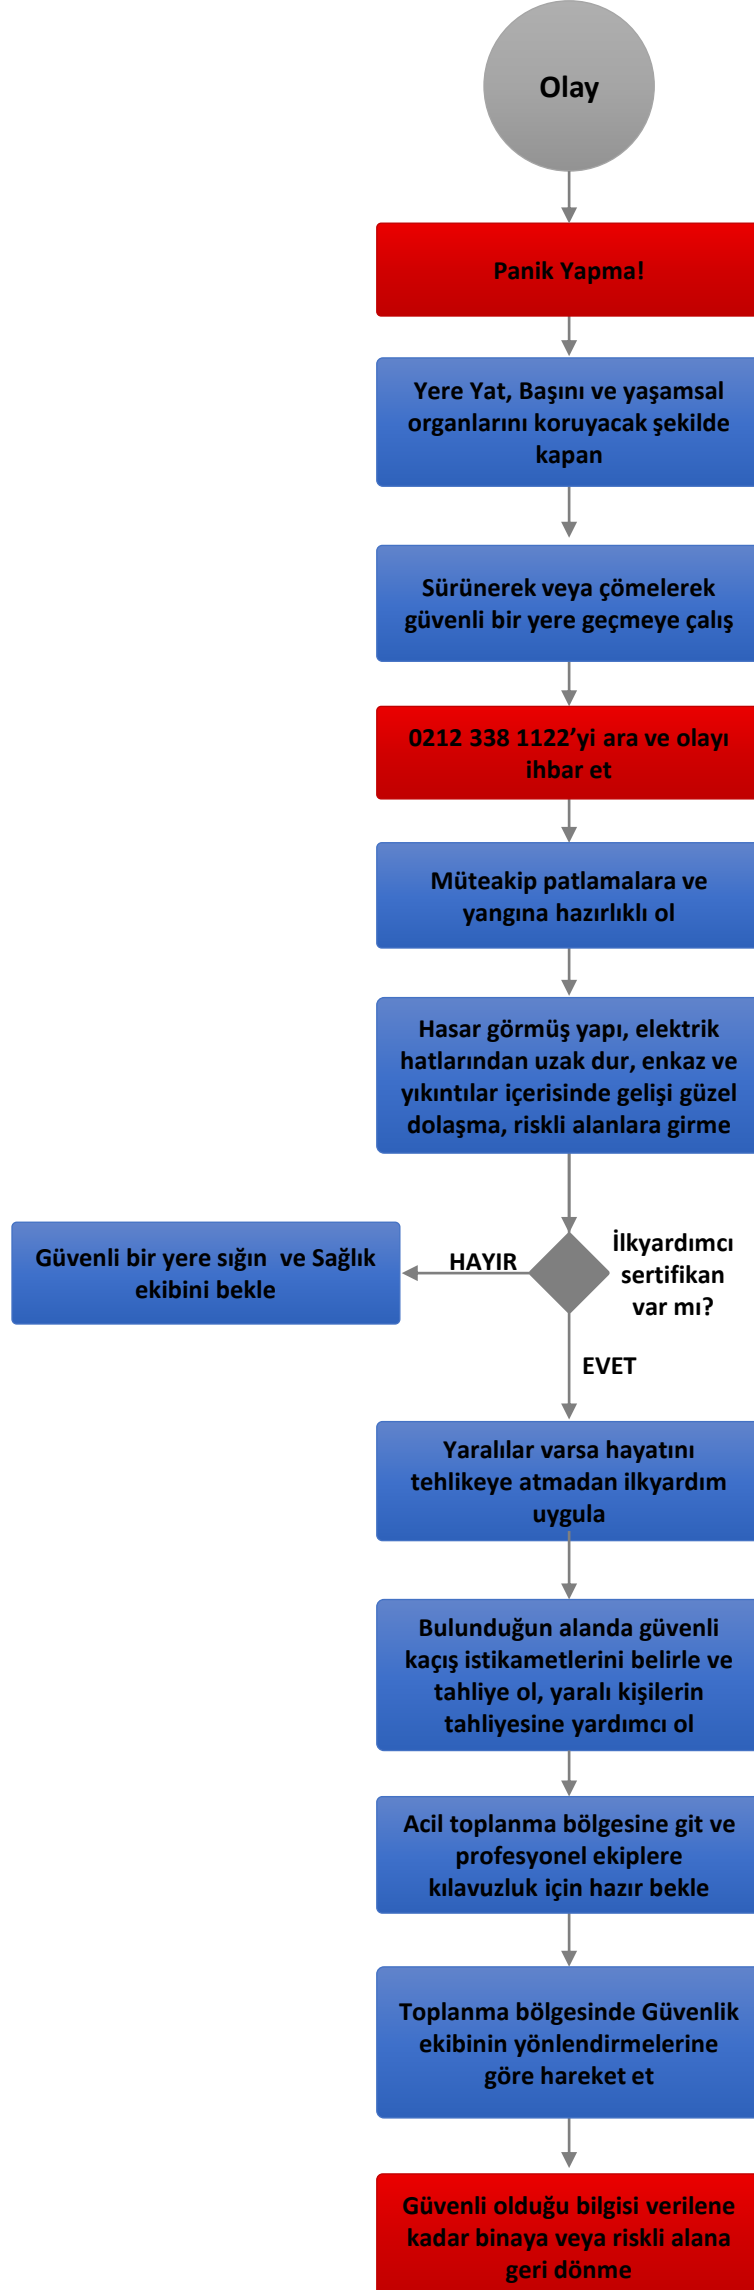 Olay
Panik Yapma!
Yere Yat, Başını ve yaşamsal
organlarını koruyacak şekilde
kapan
Sürünerek veya çömelerek
güvenli bir yere geçmeye çalış
0212 338 1122’yi ara ve olayı
ihbar et
Müteakip patlamalara ve
yangına hazırlıklı ol
Hasar görmüş yapı, elektrik
hatlarından uzak dur, enkaz ve
yıkıntılar içerisinde gelişi güzel
dolaşma, riskli alanlara girme
İlkyardımcı
sertifikan
var mı?
HAYIR
Güvenli bir yere sığın ve Sağlık
ekibini bekle
EVET
Yaralılar varsa hayatını
tehlikeye atmadan ilkyardım
uygula
Bulunduğun alanda güvenli
kaçış istikametlerini belirle ve
tahliye ol, yaralı kişilerin
tahliyesine yardımcı ol
Acil toplanma bölgesine git ve
profesyonel ekiplere
kılavuzluk için hazır bekle
Toplanma bölgesinde Güvenlik
ekibinin yönlendirmelerine
göre hareket et
Güvenli olduğu bilgisi verilene
kadar binaya veya riskli alana
geri dönme